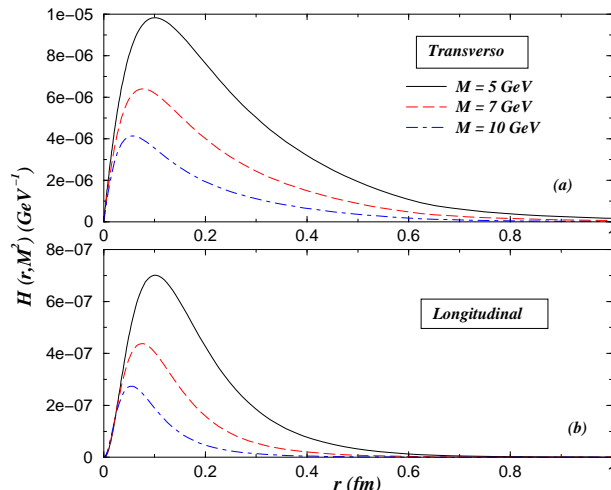 1e−05
8e−06
6e−06
4e−06
2e−06
0
Transverso
M = 5 GeV
M = 7 GeV
M = 10 GeV
(a)
0 0.2 0.4 0.6 0.8 1
H (r,M²) (GeV⁻¹)
8e−07
6e−07
4e−07
2e−07
0
Longitudinal
(b)
0 0.2 0.4 0.6 0.8 1
r (fm)